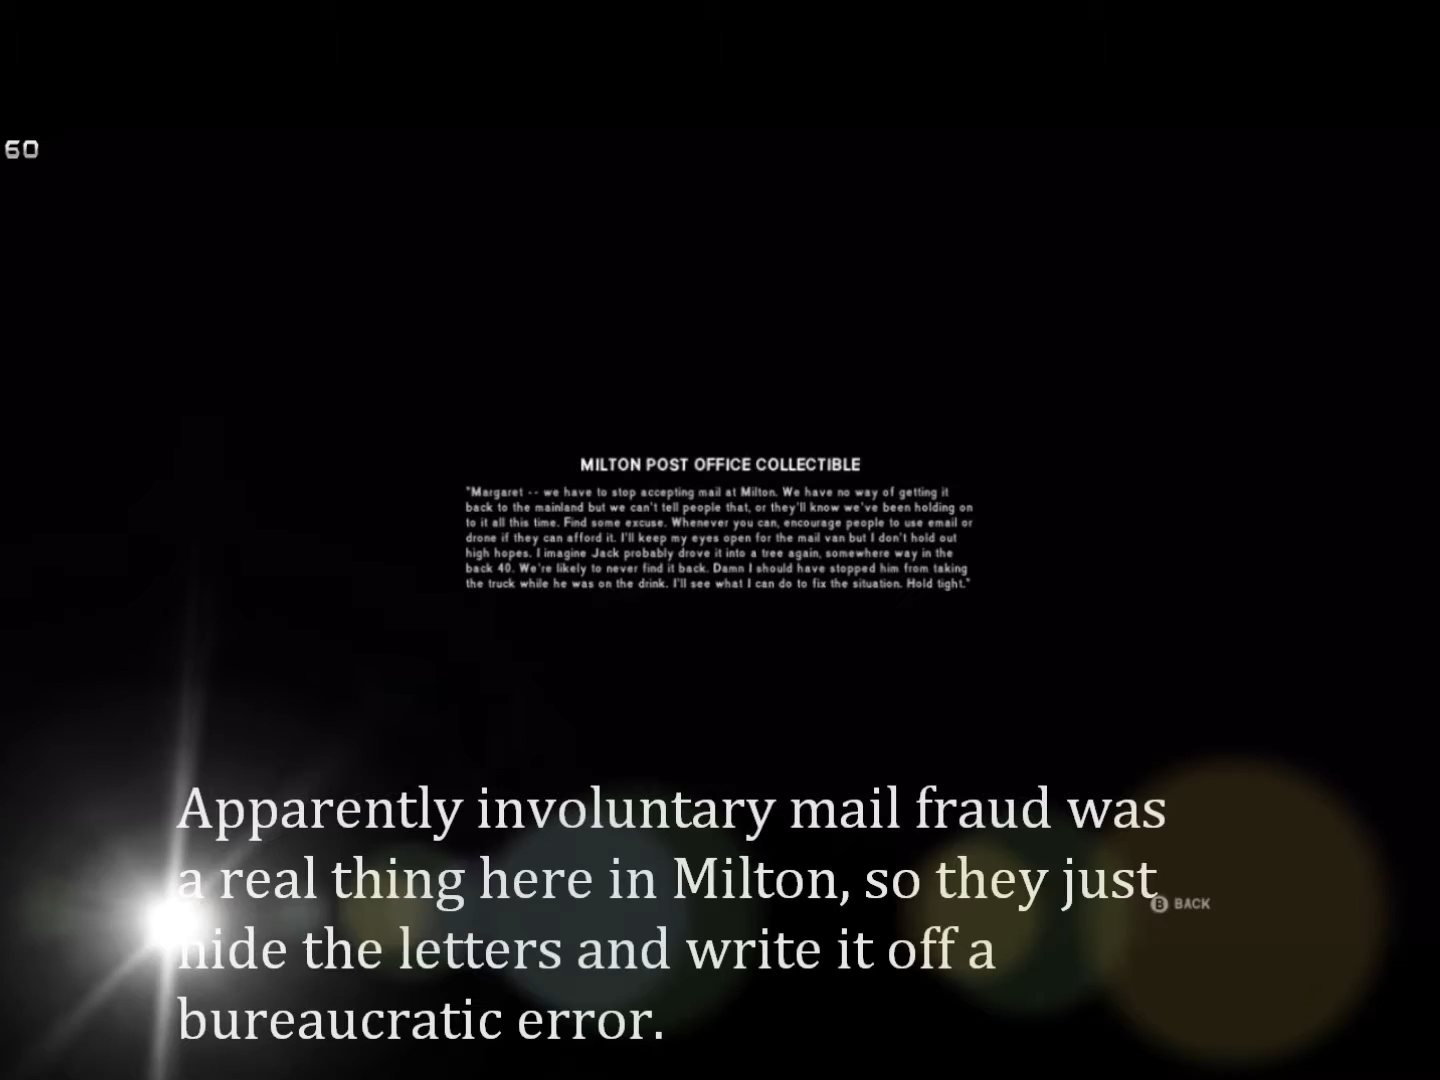 60
MILTON POST OFFICE COLLECTIBLE
"Margaret -- we have to stop accepting mail at Milton. We have no way of getting it
back to the mainland but we can't tell people that, or they'll know we've been holding on
to it all this time. Find some excuse. Whenever you can, encourage people to use email or
drone if they can afford it. I'll keep my eyes open for the mail van but I don't hold out
high hopes. I imagine Jack probably drove it into a tree again, somewhere way in the
back 40. We're likely to never find it back. Damn I should have stopped him from taking
the truck while he was on the drink. I'll see what I can do to fix the situation. Hold tight."
Apparently involuntary mail fraud was
a real thing here in Milton, so they just
B BACK
hide the letters and write it off a
bureaucratic error.